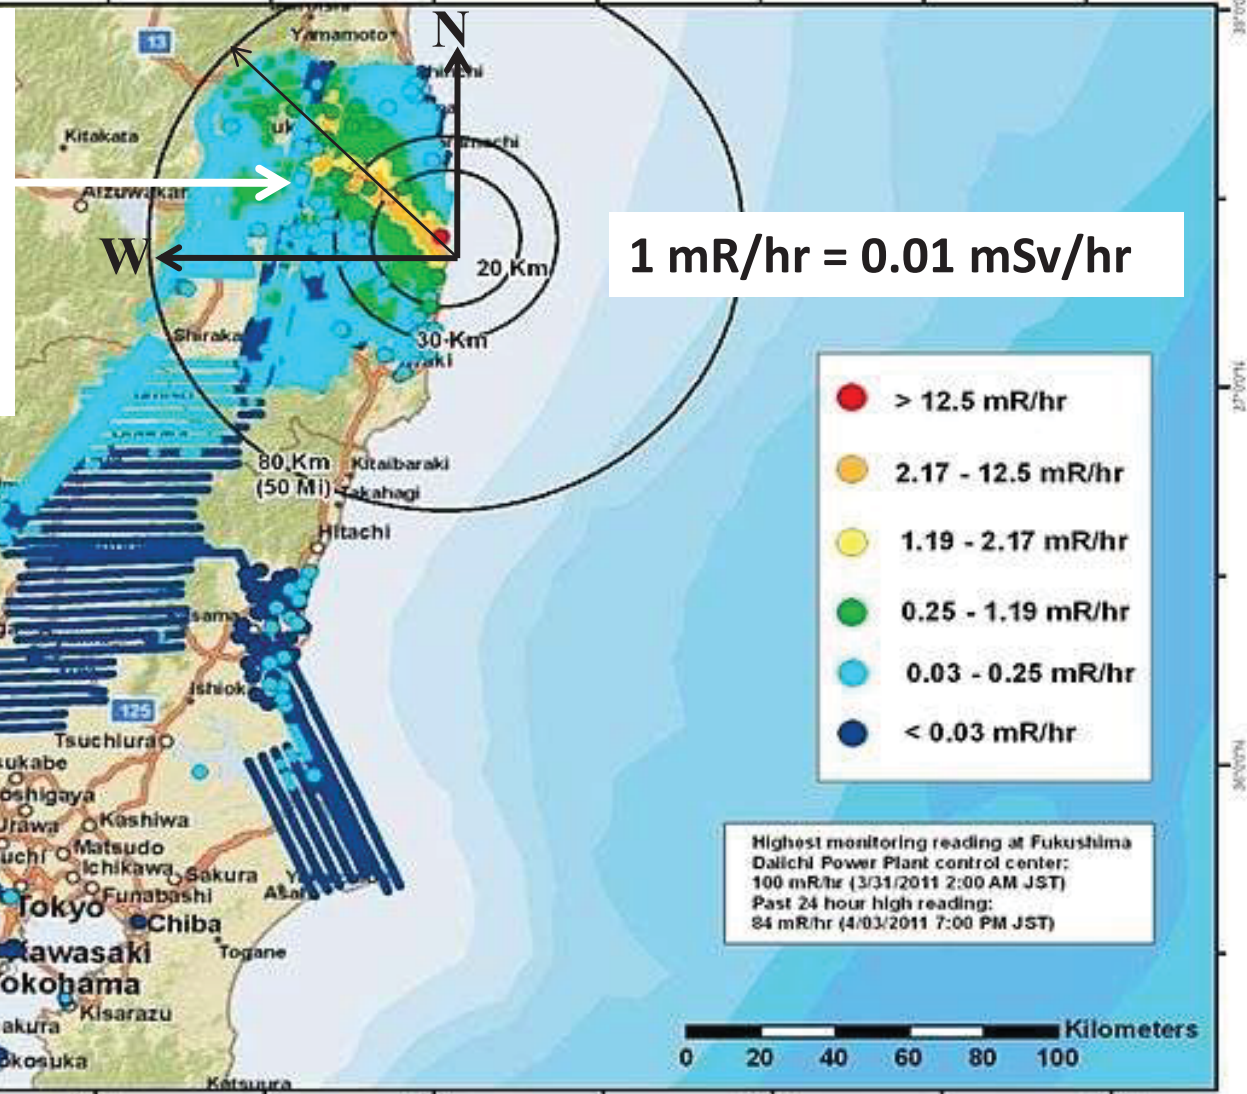 Yamamoto
N
13
Kitakata
W
20 Km
1 mR/hr = 0.01 mSv/hr
30 Km
80 Km
(50 Mi)
Kitaibaraki
Takahagi
Hitachi
> 12.5 mR/hr
2.17 - 12.5 mR/hr
1.19 - 2.17 mR/hr
0.25 - 1.19 mR/hr
0.03 - 0.25 mR/hr
< 0.03 mR/hr
125
Tsuchiura
Kashiwa
Matsudo
Ichikawa
Sakura
Funabashi
Tokyo
Chiba
Togane
Kisarazu
Katsuura
Highest monitoring reading at Fukushima
Daiichi Power Plant control center:
100 mR/hr (3/31/2011 2:00 AM JST)
Past 24 hour high reading:
84 mR/hr (4/03/2011 7:00 PM JST)
Kilometers
0 20 40 60 80 100